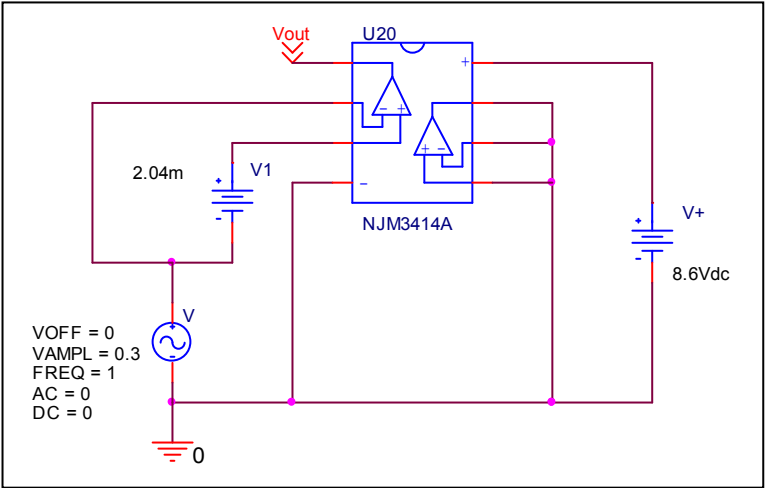 Vout
U20
+
- +
+ -
-
NJM3414A
2.04m
+
V1
-
V+
+
-
8.6Vdc
V
+
-
VOFF = 0
VAMPL = 0.3
FREQ = 1
AC = 0
DC = 0
0